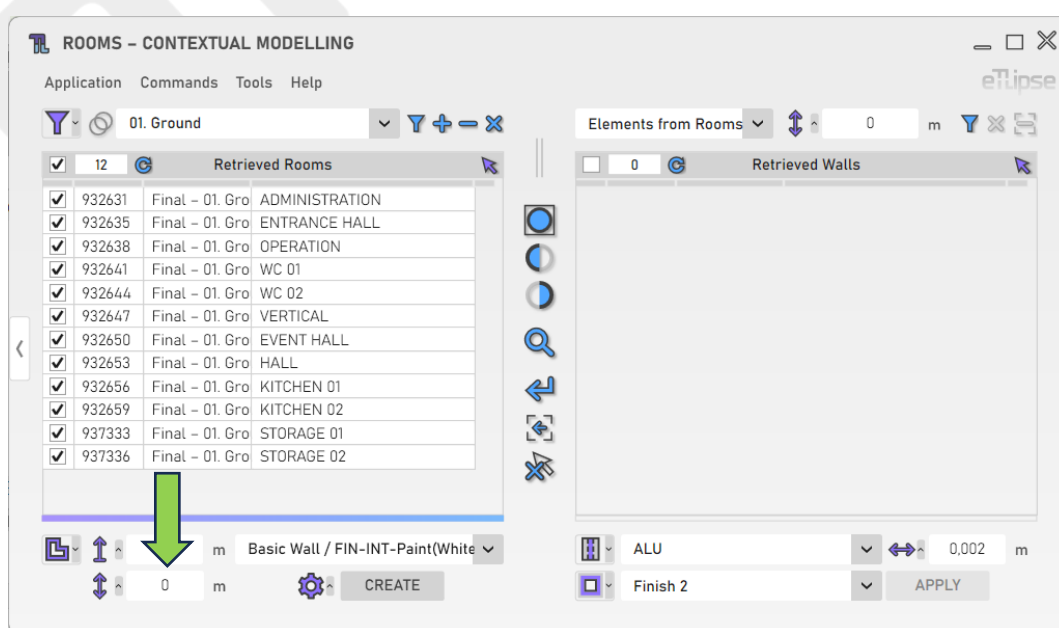 ROOMS – CONTEXTUAL MODELLING
eTLipse
Application Commands Tools Help
01. Ground
Elements from Rooms 0 m
12 Retrieved Rooms
0 Retrieved Walls
932631 Final – 01. Gro ADMINISTRATION
932635 Final – 01. Gro ENTRANCE HALL
932638 Final – 01. Gro OPERATION
932641 Final – 01. Gro WC 01
932644 Final – 01. Gro WC 02
932647 Final – 01. Gro VERTICAL
932650 Final – 01. Gro EVENT HALL
932653 Final – 01. Gro HALL
932656 Final – 01. Gro KITCHEN 01
932659 Final – 01. Gro KITCHEN 02
937333 Final – 01. Gro STORAGE 01
937336 Final – 01. Gro STORAGE 02
m Basic Wall / FIN-INT-Paint(White
ALU 0,002 m
0 m CREATE
Finish 2 APPLY